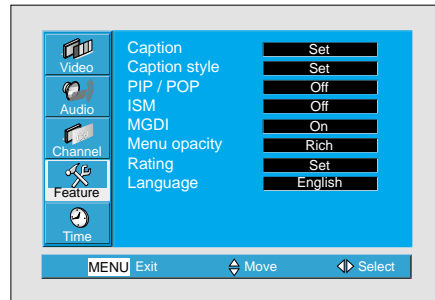 Video
Audio
Channel
Feature
Time
Caption Set
Caption style Set
PIP / POP Off
ISM Off
MGDI On
Menu opacity Rich
Rating Set
Language English
MENU Exit Move Select